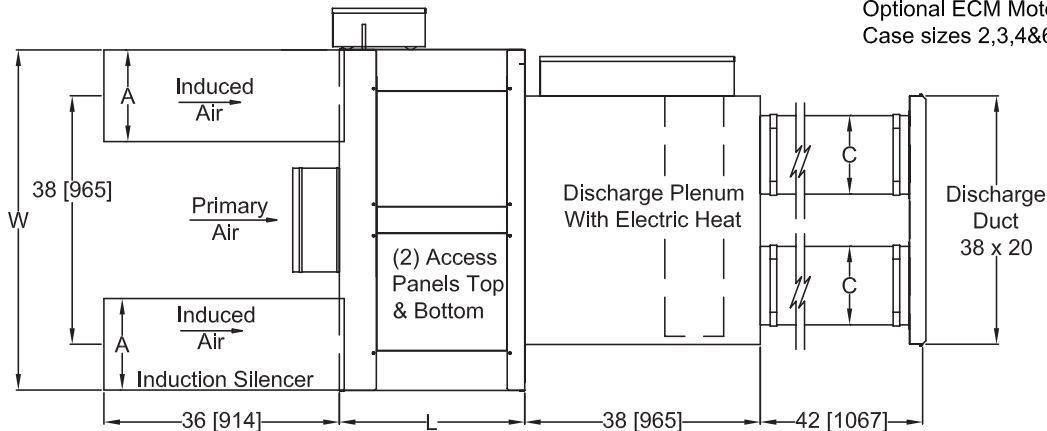 Optional ECM
Case sizes 2,3,4&6
Induced
Air
A
38 [965]
W
Primary
Air
(2) Access
Panels Top
& Bottom
Discharge Plenum
With Electric Heat
C
Discharge
Duct
38 x 20
C
Induced
Air
A
Induction Silencer
36 [914]
L
38 [965]
42 [1067]